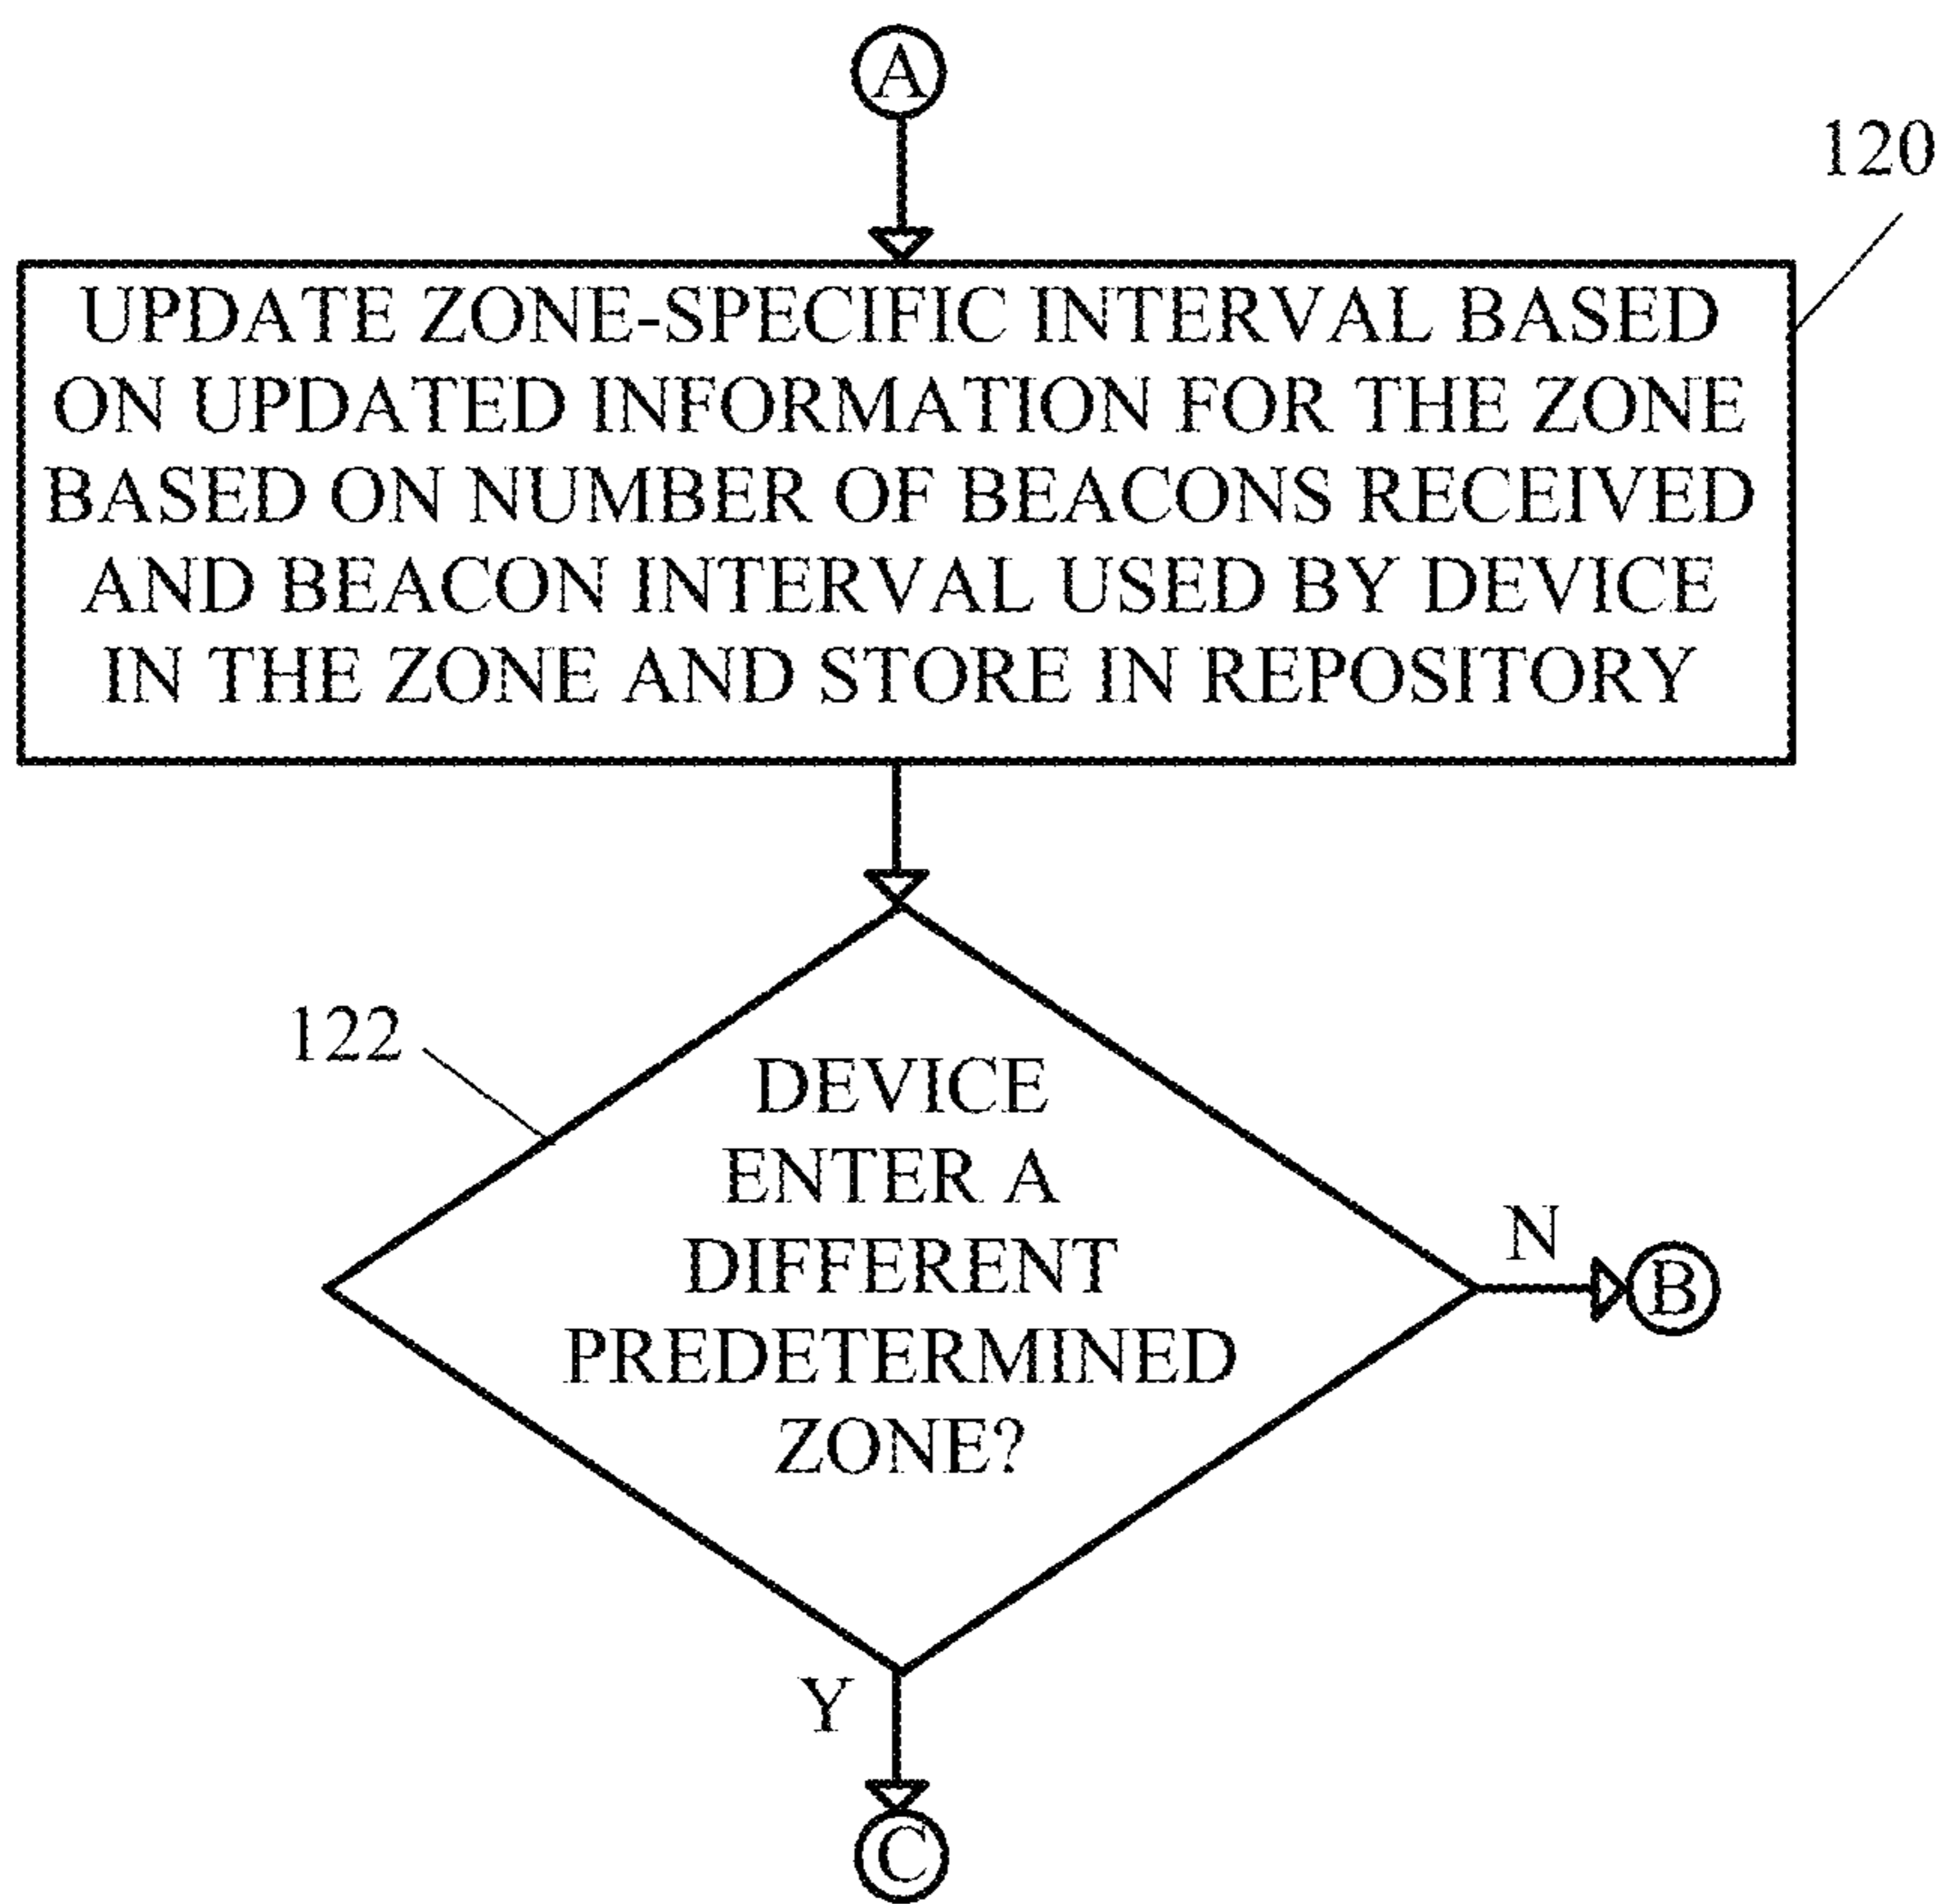 A
120
UPDATE ZONE-SPECIFIC INTERVAL BASED
ON UPDATED INFORMATION FOR THE ZONE
BASED ON NUMBER OF BEACONS RECEIVED
AND BEACON INTERVAL USED BY DEVICE
IN THE ZONE AND STORE IN REPOSITORY
122
DEVICE
ENTER A
DIFFERENT
PREDETERMINED
ZONE?
N
B
Y
C